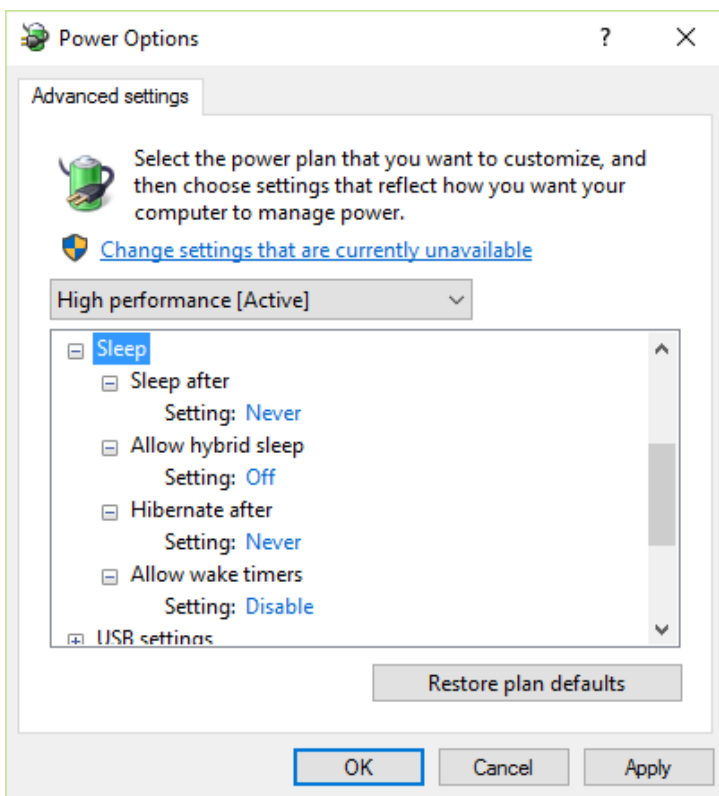 Power Options
Advanced settings
Select the power plan that you want to customize, and
then choose settings that reflect how you want your
computer to manage power.
Change settings that are currently unavailable
High performance [Active]
Sleep
Sleep after
Setting: Never
Allow hybrid sleep
Setting: Off
Hibernate after
Setting: Never
Allow wake timers
Setting: Disable
USB settings
Restore plan defaults
OK Cancel Apply